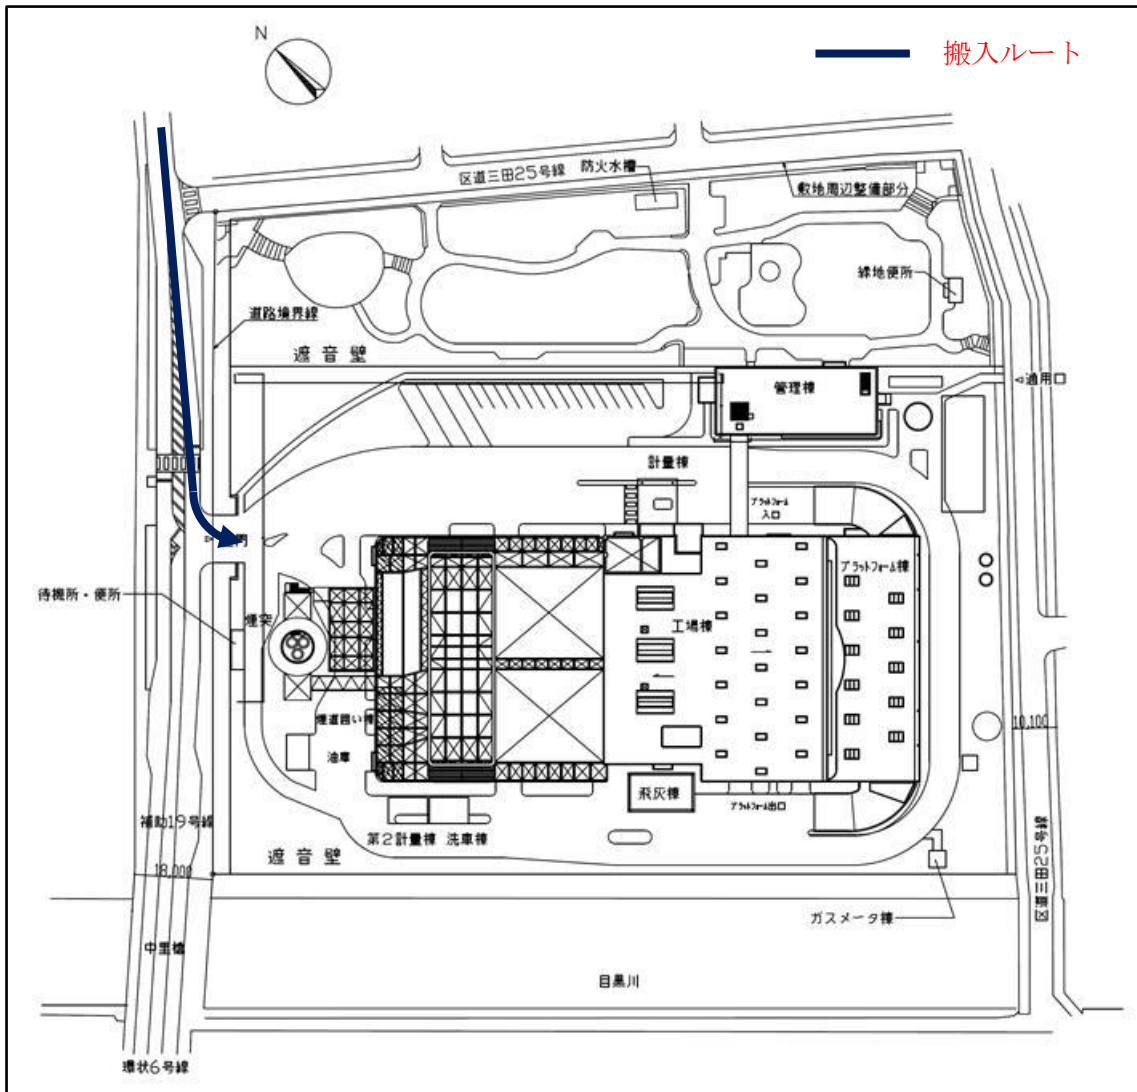 N
搬入ルート
区道三田25号線
防火水槽
敷地周辺整備部分
緑地便所
道路境界線
遮音壁
管理棟
通用口
計量棟
プラットフォーム
入口
プラットフォーム棟
待機所・便所
煙突
工場棟
煙道囲い棟
油庫
10,100
飛灰棟
プラットフォーム出口
補助19号線
第2計量棟
洗車棟
遮音壁
18,000
区道三田25号線
ガスメータ棟
中里橋
目黒川
環状6号線